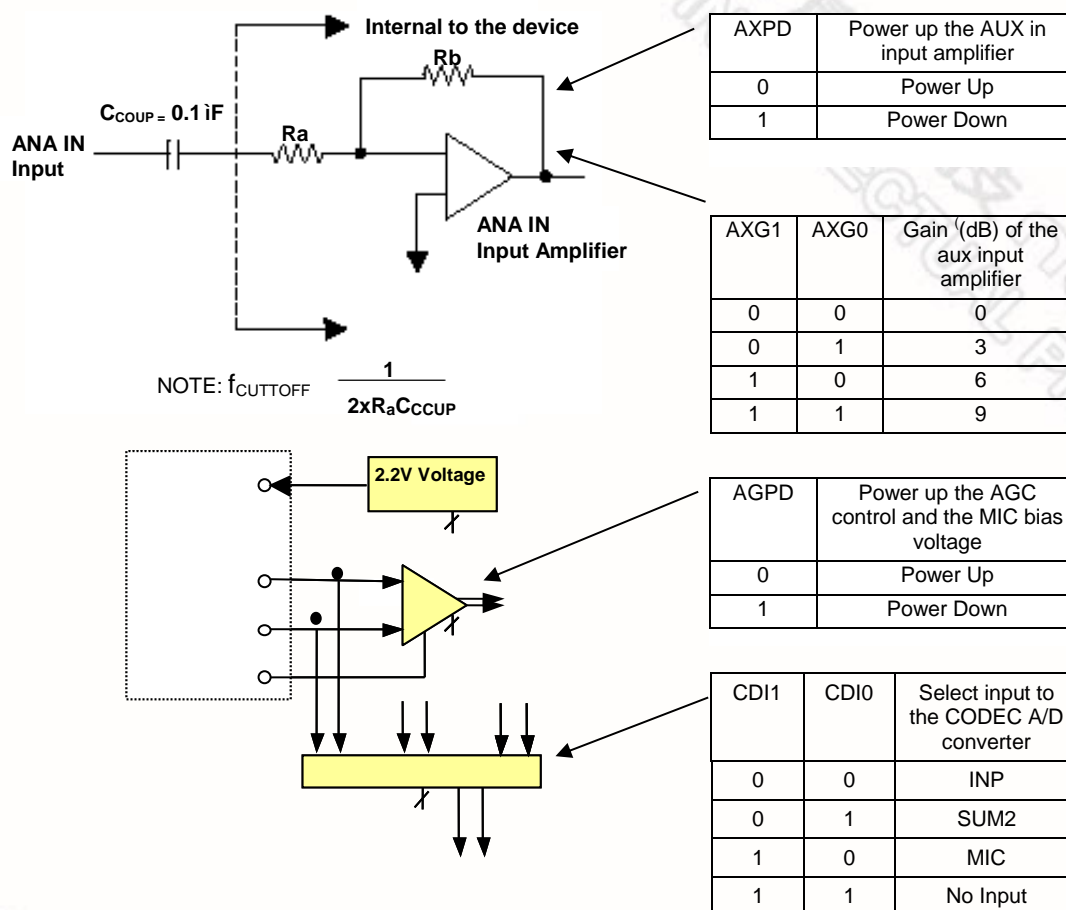 Internal to the device
Rb
CCOUP = 0.1 ìF
Ra
ANA IN
Input
ANA IN
Input Amplifier
NOTE: fCUTTOFF 1
2xRaCCCUP
AXPD Power up the AUX in
input amplifier
0 Power Up
1 Power Down
AXG1 AXG0 Gain (dB) of the
aux input
amplifier
0 0 0
0 1 3
1 0 6
1 1 9
2.2V Voltage
AGPD Power up the AGC
control and the MIC bias
voltage
0 Power Up
1 Power Down
CDI1 CDI0 Select input to
the CODEC A/D
converter
0 0 INP
0 1 SUM2
1 0 MIC
1 1 No Input